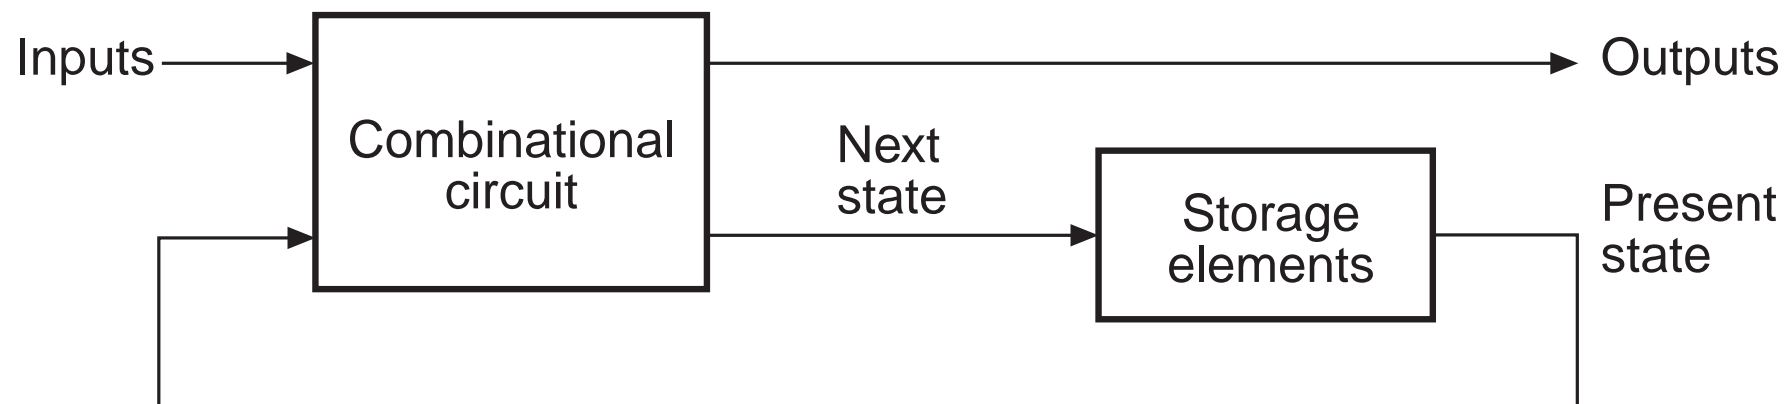 Inputs
Combinational
circuit
Next
state
Outputs
Storage
elements
Present
state